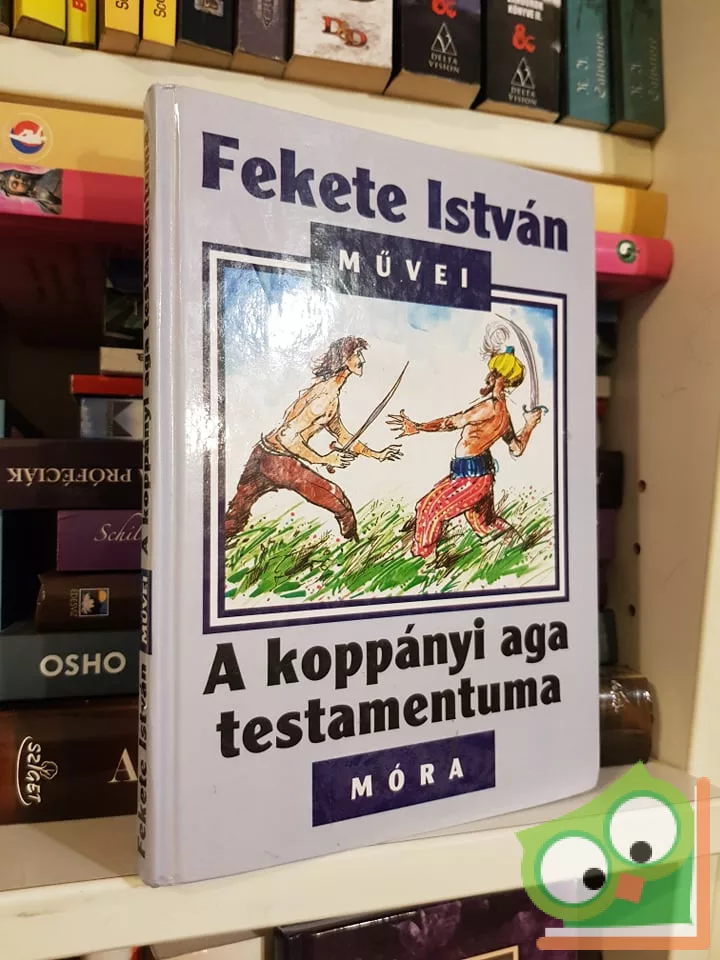 Fekete István
MŰVEI
A koppányi aga
testamentuma
MÓRA
Fekete István MŰVEI A koppányi aga testamentuma
PRÓFÉCIÁK
OSHO
SZIGET
A
DELTA
VISION
&
DELTA
VISION
D&D